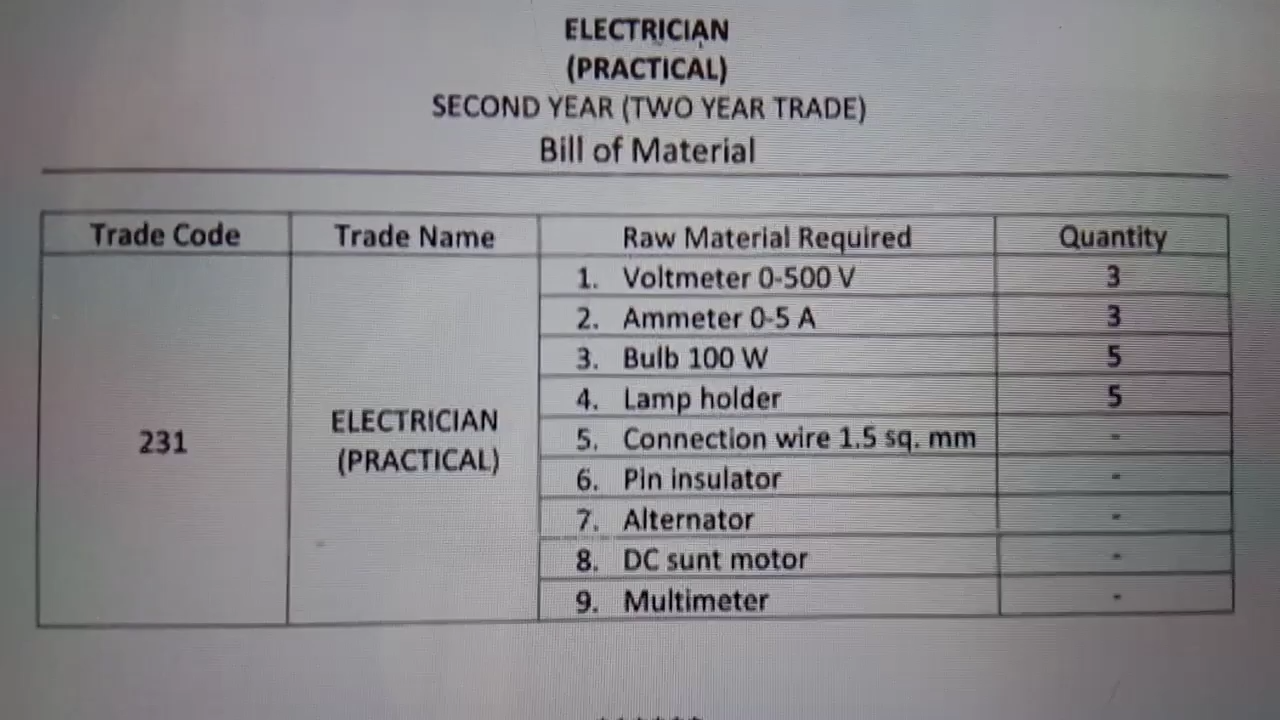 ELECTRICIAN
(PRACTICAL)
SECOND YEAR (TWO YEAR TRADE)
Bill of Material
Trade Code Trade Name Raw Material Required Quantity
231
ELECTRICIAN
(PRACTICAL)
1. Voltmeter 0-500 V 3
2. Ammeter 0-5 A 3
3. Bulb 100 W 5
4. Lamp holder 5
5. Connection wire 1.5 sq. mm -
6. Pin insulator -
7. Alternator -
8. DC sunt motor -
9. Multimeter -